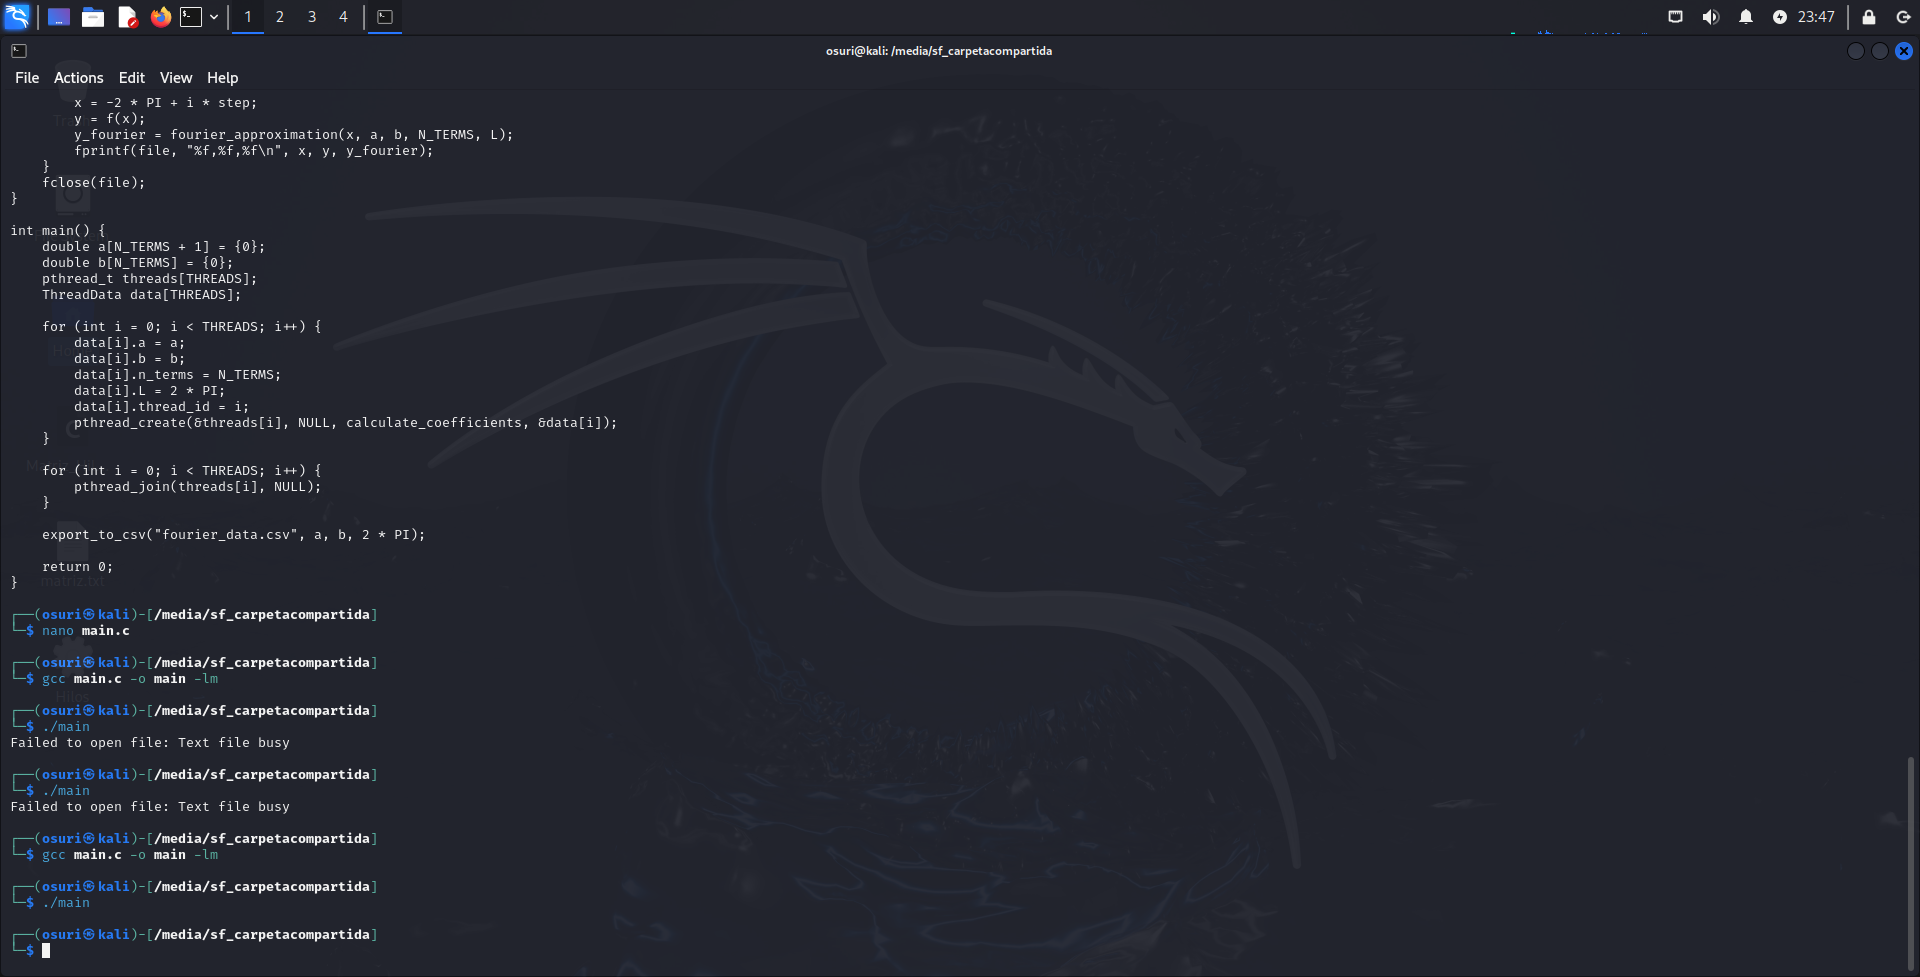 1 2 3 4
23:47
osuri@kali: /media/sf_carpetacompartida
File Actions Edit View Help
x = -2 * PI + i * step;
y = f(x);
y_fourier = fourier_approximation(x, a, b, N_TERMS, L);
fprintf(file, "%f,%f,%f\n", x, y, y_fourier);
}
fclose(file);
}
int main() {
double a[N_TERMS + 1] = {0};
double b[N_TERMS] = {0};
pthread_t threads[THREADS];
ThreadData data[THREADS];
for (int i = 0; i < THREADS; i++) {
data[i].a = a;
data[i].b = b;
data[i].n_terms = N_TERMS;
data[i].L = 2 * PI;
data[i].thread_id = i;
pthread_create(&threads[i], NULL, calculate_coefficients, &data[i]);
}
for (int i = 0; i < THREADS; i++) {
pthread_join(threads[i], NULL);
}
export_to_csv("fourier_data.csv", a, b, 2 * PI);
return 0;
}
matriz.txt
┌──(osuri㉿kali)-[/media/sf_carpetacompartida]
└─$ nano main.c
┌──(osuri㉿kali)-[/media/sf_carpetacompartida]
└─$ gcc main.c -o main -lm
Hilos
┌──(osuri㉿kali)-[/media/sf_carpetacompartida]
└─$ ./main
Failed to open file: Text file busy
┌──(osuri㉿kali)-[/media/sf_carpetacompartida]
└─$ ./main
Failed to open file: Text file busy
┌──(osuri㉿kali)-[/media/sf_carpetacompartida]
└─$ gcc main.c -o main -lm
┌──(osuri㉿kali)-[/media/sf_carpetacompartida]
└─$ ./main
┌──(osuri㉿kali)-[/media/sf_carpetacompartida]
└─$